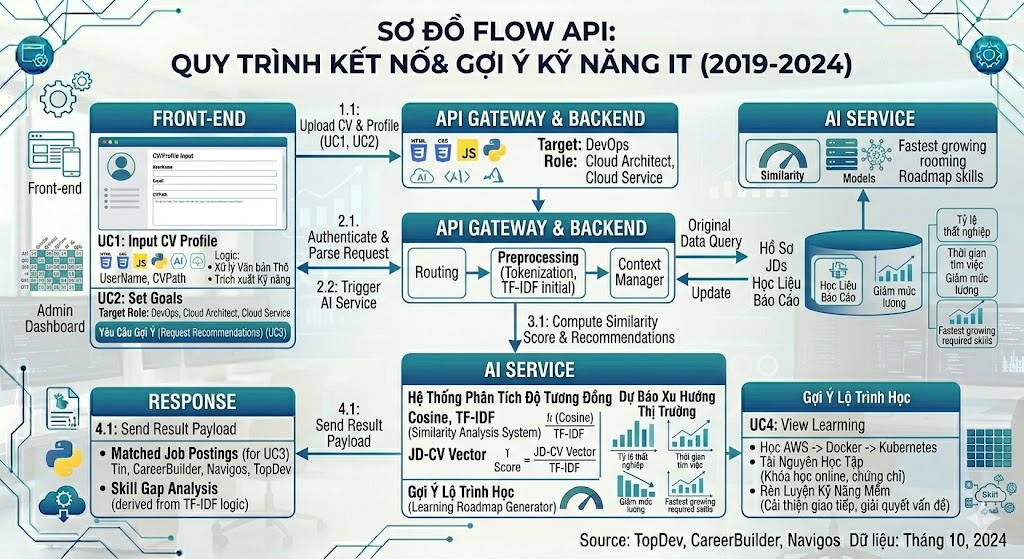 SƠ ĐỒ FLOW API:
QUY TRÌNH KẾT NỐ& GỢI Ý KỸ NĂNG IT (2019-2024)
Front-end
Admin
Dashboard
FRONT-END
CV/Profile Input
UserName
Email
CVPath
UC1: Input CV Profile
HTML
JS
AI
UserName, CVPath
Logic:
• Xử lý Văn bản Thô
• Trích xuất Kỹ năng
UC2: Set Goals
Target Role: DevOps, Cloud Architect, Cloud Service
Yêu Cầu Gợi Ý (Request Recommendations) (UC3)
1.1:
Upload CV & Profile
(UC1, UC2)
2.1.
Authenticate &
Parse Request
2.2: Trigger
AI Service
API GATEWAY & BACKEND
HTML
CES
JS
AI
</AI>
Target: DevOps
Role: Cloud Architect,
Cloud Service
API GATEWAY & BACKEND
Routing
Preprocessing
(Tokenization,
TF-IDF initial)
Context
Manager
Original
Data Query
Update
3.1: Compute Similarity
Score & Recommendations
AI SERVICE
Similarity
Models
Fastest growing
rooming
Roadmap skills
Hồ Sơ
JDs
Học Liệu
Báo Cáo
Học Liệu
Báo Cáo
Giảm mức
lương
Tỷ lệ
thất nghiệp
Thời gian
tìm việc
Giảm mức
lương
Fastest growing
required skills
RESPONSE
4.1: Send Result Payload
• Matched Job Postings (for UC3)
Tin, CareerBuilder, Navigos, TopDev
• Skill Gap Analysis
(derived from TF-IDF logic)
4.1:
Send Result
Payload
AI SERVICE
Hệ Thống Phân Tích Độ Tương Đồng
Cosine, TF-IDF
(Similarity Analysis System)
(Cosine)
TF-IDF
JD-CV Vector
Score
=
JD-CV Vector
TF-IDF
Gợi Ý Lộ Trình Học
(Learning Roadmap Generator)
Dự Báo Xu Hướng
Thị Trường
thất nghiệp
Thời gian
tìm việc
Giảm mức
Fastest growing
required skills
Gợi Ý Lộ Trình Học
UC4: View Learning
• Học AWS -> Docker -> Kubernetes
• Tài Nguyên Học Tập
(Khóa học online, chứng chỉ)
• Rèn Luyện Kỹ Năng Mềm
(Cải thiện giao tiếp, giải quyết vấn đề)
Skill
Source: TopDev, CareerBuilder, Navigos Dữ liệu: Tháng 10, 2024